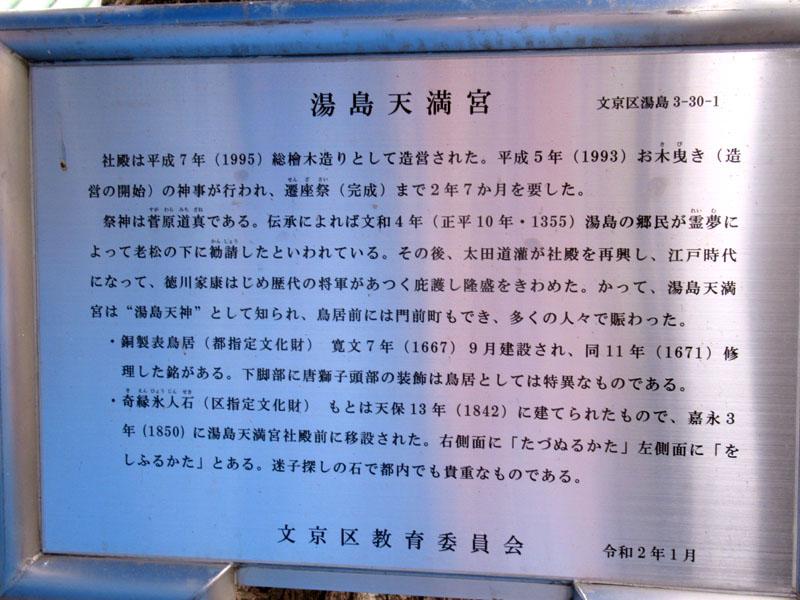 湯島天満宮
文京区湯島3-30-1
社殿は平成7年（1995）総檜木造りとして造営された。平成5年（1993）お木曳き（造
営の開始）の神事が行われ、遷座祭（完成）まで2年7か月を要した。
祭神は菅原道真である。伝承によれば文和4年（正平10年・1355）湯島の郷民が霊夢に
よって老松の下に勧請したといわれている。その後、太田道灌が社殿を再興し、江戸時代
になって、徳川家康はじめ歴代の将軍があつく庇護し隆盛をきわめた。かって、湯島天満
宮は“湯島天神”として知られ、鳥居前には門前町もでき、多くの人々で賑わった。
・銅製表鳥居（都指定文化財）　寛文7年（1667）9月建設され、同11年（1671）修
理した銘がある。下脚部に唐獅子頭部の装飾は鳥居としては特異なものである。
・奇縁氷人石（区指定文化財）　もとは天保13年（1842）に建てられたもので、嘉永3
年（1850）に湯島天満宮社殿前に移設された。右側面に「たづぬるかた」左側面に「を
しふるかた」とある。迷子探しの石で都内でも貴重なものである。
文京区教育委員会
令和2年1月